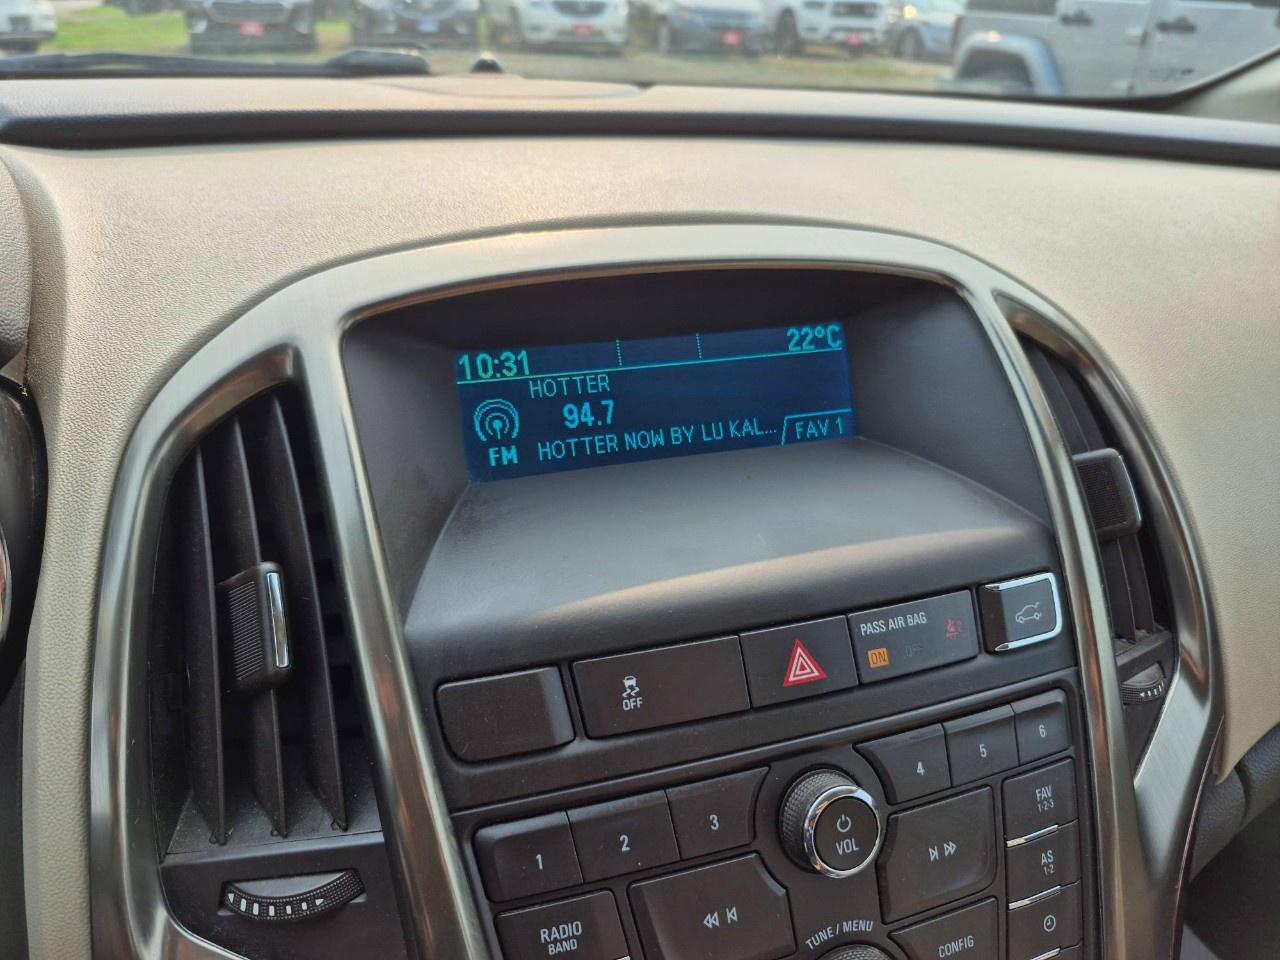 10:31 22°C
HOTTER
94.7
FM HOTTER NOW BY LU KAL... FAV 1
OFF
PASS AIR BAG
ON OFF 2
1 2 3 4 5 6
VOL
FAV
1-2-3
AS
1-2
RADIO
BAND
TUNE / MENU
CONFIG